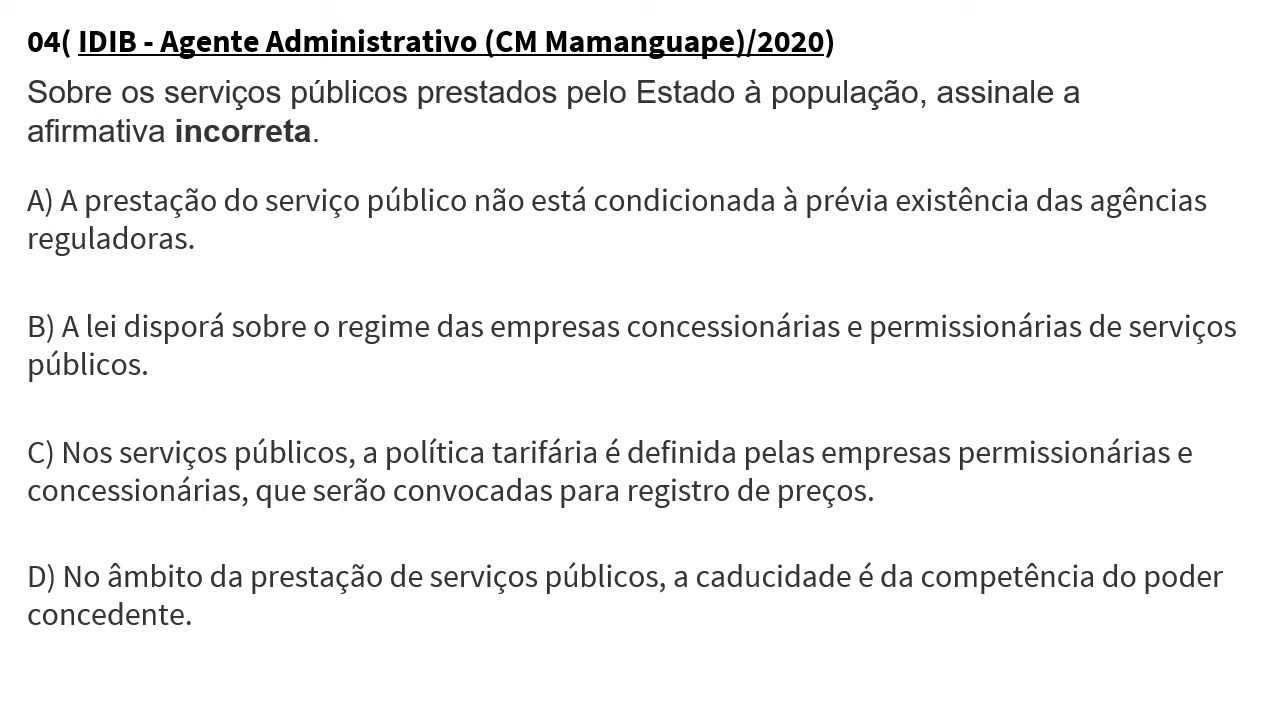 04( IDIB - Agente Administrativo (CM Mamanguape)/2020)
Sobre os serviços públicos prestados pelo Estado à população, assinale a
afirmativa incorreta.
A) A prestação do serviço público não está condicionada à prévia existência das agências
reguladoras.
B) A lei disporá sobre o regime das empresas concessionárias e permissionárias de serviços
públicos.
C) Nos serviços públicos, a política tarifária é definida pelas empresas permissionárias e
concessionárias, que serão convocadas para registro de preços.
D) No âmbito da prestação de serviços públicos, a caducidade é da competência do poder
concedente.